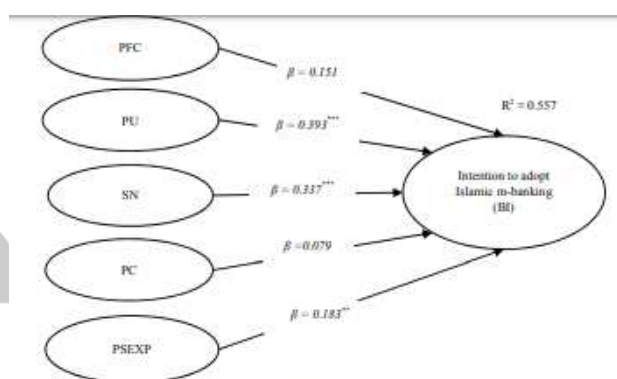 PFC
β = 0.151
R² = 0.557
PU
β = 0.393***
Intention to adopt
Islamic m-banking
(BI)
SN
β = 0.337***
β =0.079
PC
β = 0.183**
PSEXP